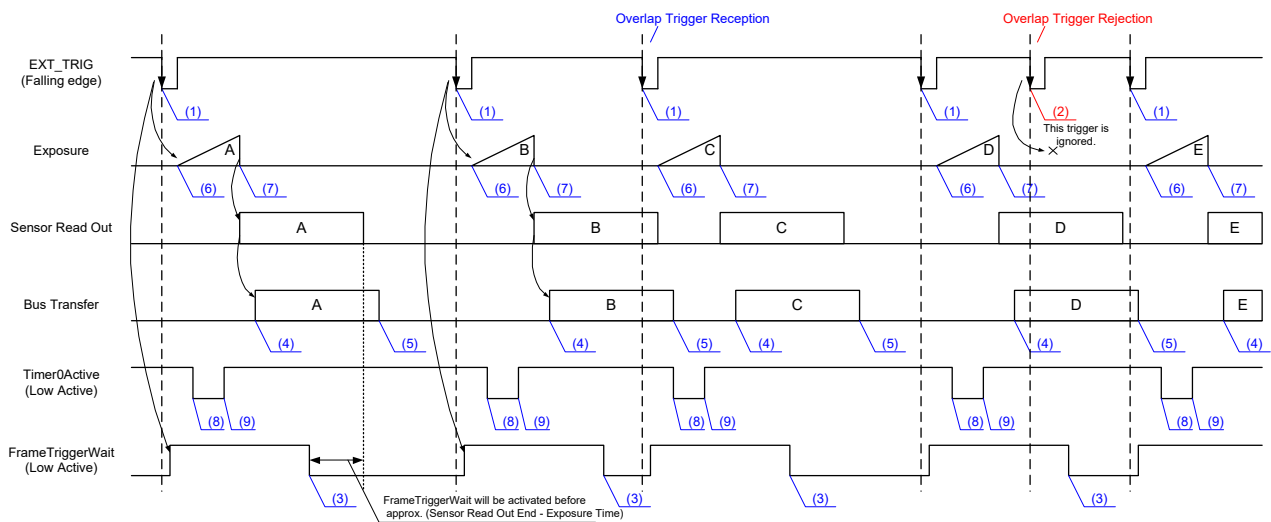 Overlap Trigger Reception
Overlap Trigger Rejection
EXT_TRIG
(Falling edge)
(1)
(1)
(1)
(1)
(2)
(1)
This trigger is
ignored.
Exposure
A
B
C
D
E
(6)
(7)
(6)
(7)
(6)
(7)
(6)
(7)
(6)
(7)
Sensor Read Out
A
B
C
D
E
Bus Transfer
A
B
C
D
E
(4)
(5)
(4)
(5)
(4)
(5)
(4)
(5)
(4)
Timer0Active
(Low Active)
(8)
(9)
(8)
(9)
(8)
(9)
(8)
(9)
(8)
(9)
FrameTriggerWait
(Low Active)
(3)
(3)
(3)
(3)
FrameTriggerWait will be activated before
approx. (Sensor Read Out End - Exposure Time)